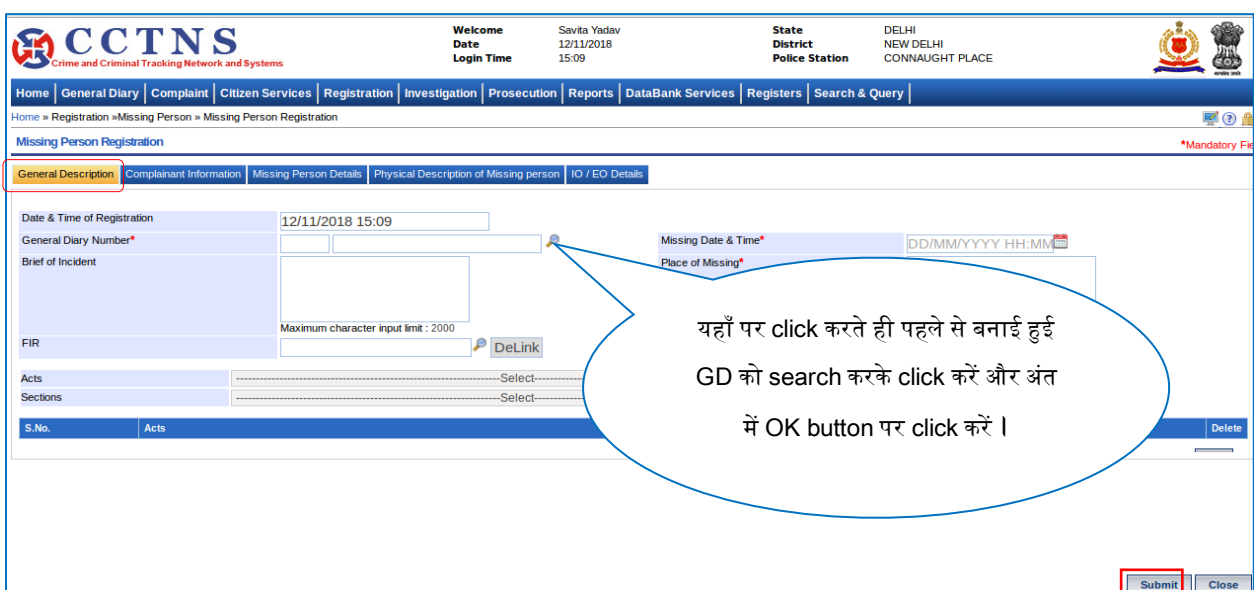 CCTNS
Crime and Criminal Tracking Network and Systems
Welcome Savita Yadav State DELHI
Date 12/11/2018 District NEW DELHI
Login Time 15:09 Police Station CONNAUGHT PLACE
Home General Diary Complaint Citizen Services Registration Investigation Prosecution Reports DataBank Services Registers Search & Query
Home » Registration »Missing Person » Missing Person Registration
Missing Person Registration
*Mandatory Fie
General Description Complainant Information Missing Person Details Physical Description of Missing person IO / EO Details
Date & Time of Registration 12/11/2018 15:09
General Diary Number* Missing Date & Time* DD/MM/YYYY HH:MM
Brief of Incident Place of Missing*
Maximum character input limit : 2000
FIR DeLink
Acts Select
Sections Select
S.No. Acts Delete
यहाँ पर click करते ही पहले से बनाई हुई
GD को search करके click करें और अंत
में OK button पर click करें |
Submit Close